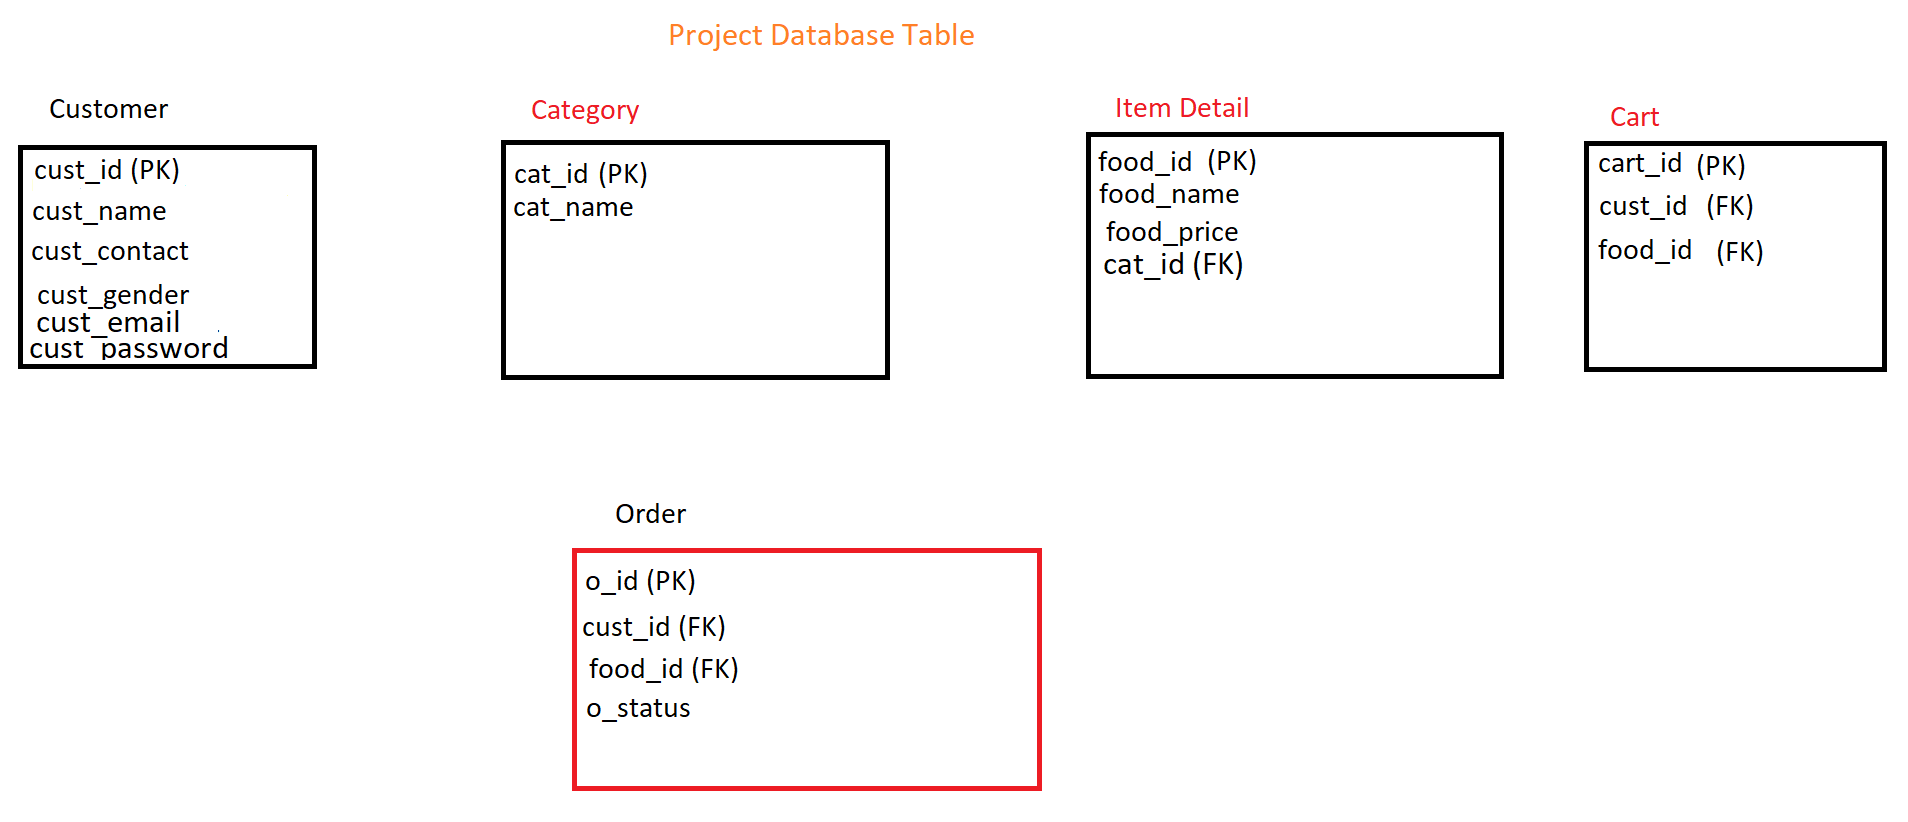 Project Database Table
Customer
cust_id (PK)
cust_name
cust_contact
cust_gender
cust_email
cust_password
Category
cat_id (PK)
cat_name
Item Detail
food_id (PK)
food_name
food_price
cat_id (FK)
Cart
cart_id (PK)
cust_id (FK)
food_id (FK)
Order
o_id (PK)
cust_id (FK)
food_id (FK)
o_status